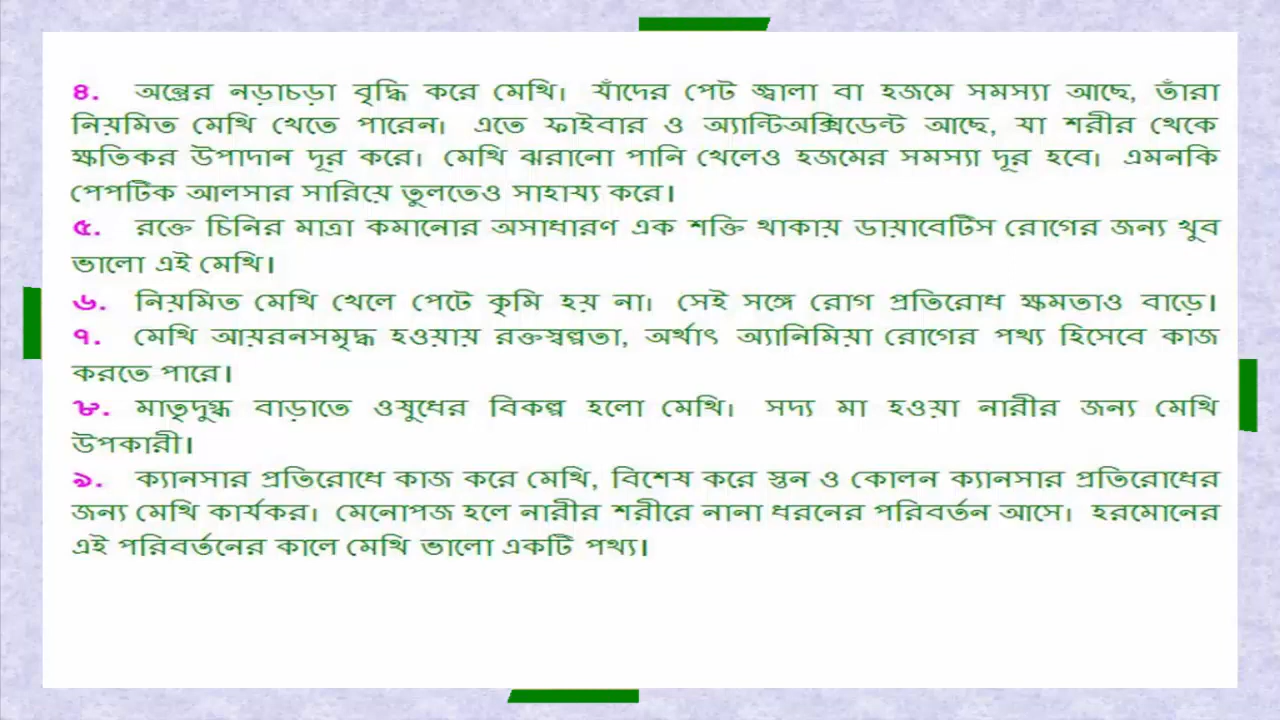 ৪. অন্ত্রের নড়াচড়া বৃদ্ধি করে মেথি। যাঁদের পেট জ্বালা বা হজমে সমস্যা আছে, তাঁরা
নিয়মিত মেথি খেতে পারেন। এতে ফাইবার ও অ্যান্টিঅক্সিডেন্ট আছে, যা শরীর থেকে
ক্ষতিকর উপাদান দূর করে। মেথি ঝরানো পানি খেলেও হজমের সমস্যা দূর হবে। এমনকি
পেপটিক আলসার সারিয়ে তুলতেও সাহায্য করে।
৫. রক্তে চিনির মাত্রা কমানোর অসাধারণ এক শক্তি থাকায় ডায়াবেটিস রোগের জন্য খুব
ভালো এই মেথি।
৬. নিয়মিত মেথি খেলে পেটে কৃমি হয় না। সেই সঙ্গে রোগ প্রতিরোধ ক্ষমতাও বাড়ে।
৭. মেথি আয়রনসমৃদ্ধ হওয়ায় রক্তস্বল্পতা, অর্থাৎ অ্যানিমিয়া রোগের পথ্য হিসেবে কাজ
করতে পারে।
৮. মাতৃদুগ্ধ বাড়াতে ওষুধের বিকল্প হলো মেথি। সদ্য মা হওয়া নারীর জন্য মেথি
উপকারী।
৯. ক্যানসার প্রতিরোধে কাজ করে মেথি, বিশেষ করে স্তন ও কোলন ক্যানসার প্রতিরোধের
জন্য মেথি কার্যকর। মেনোপজ হলে নারীর শরীরে নানা ধরনের পরিবর্তন আসে। হরমোনের
এই পরিবর্তনের কালে মেথি ভালো একটি পথ্য।